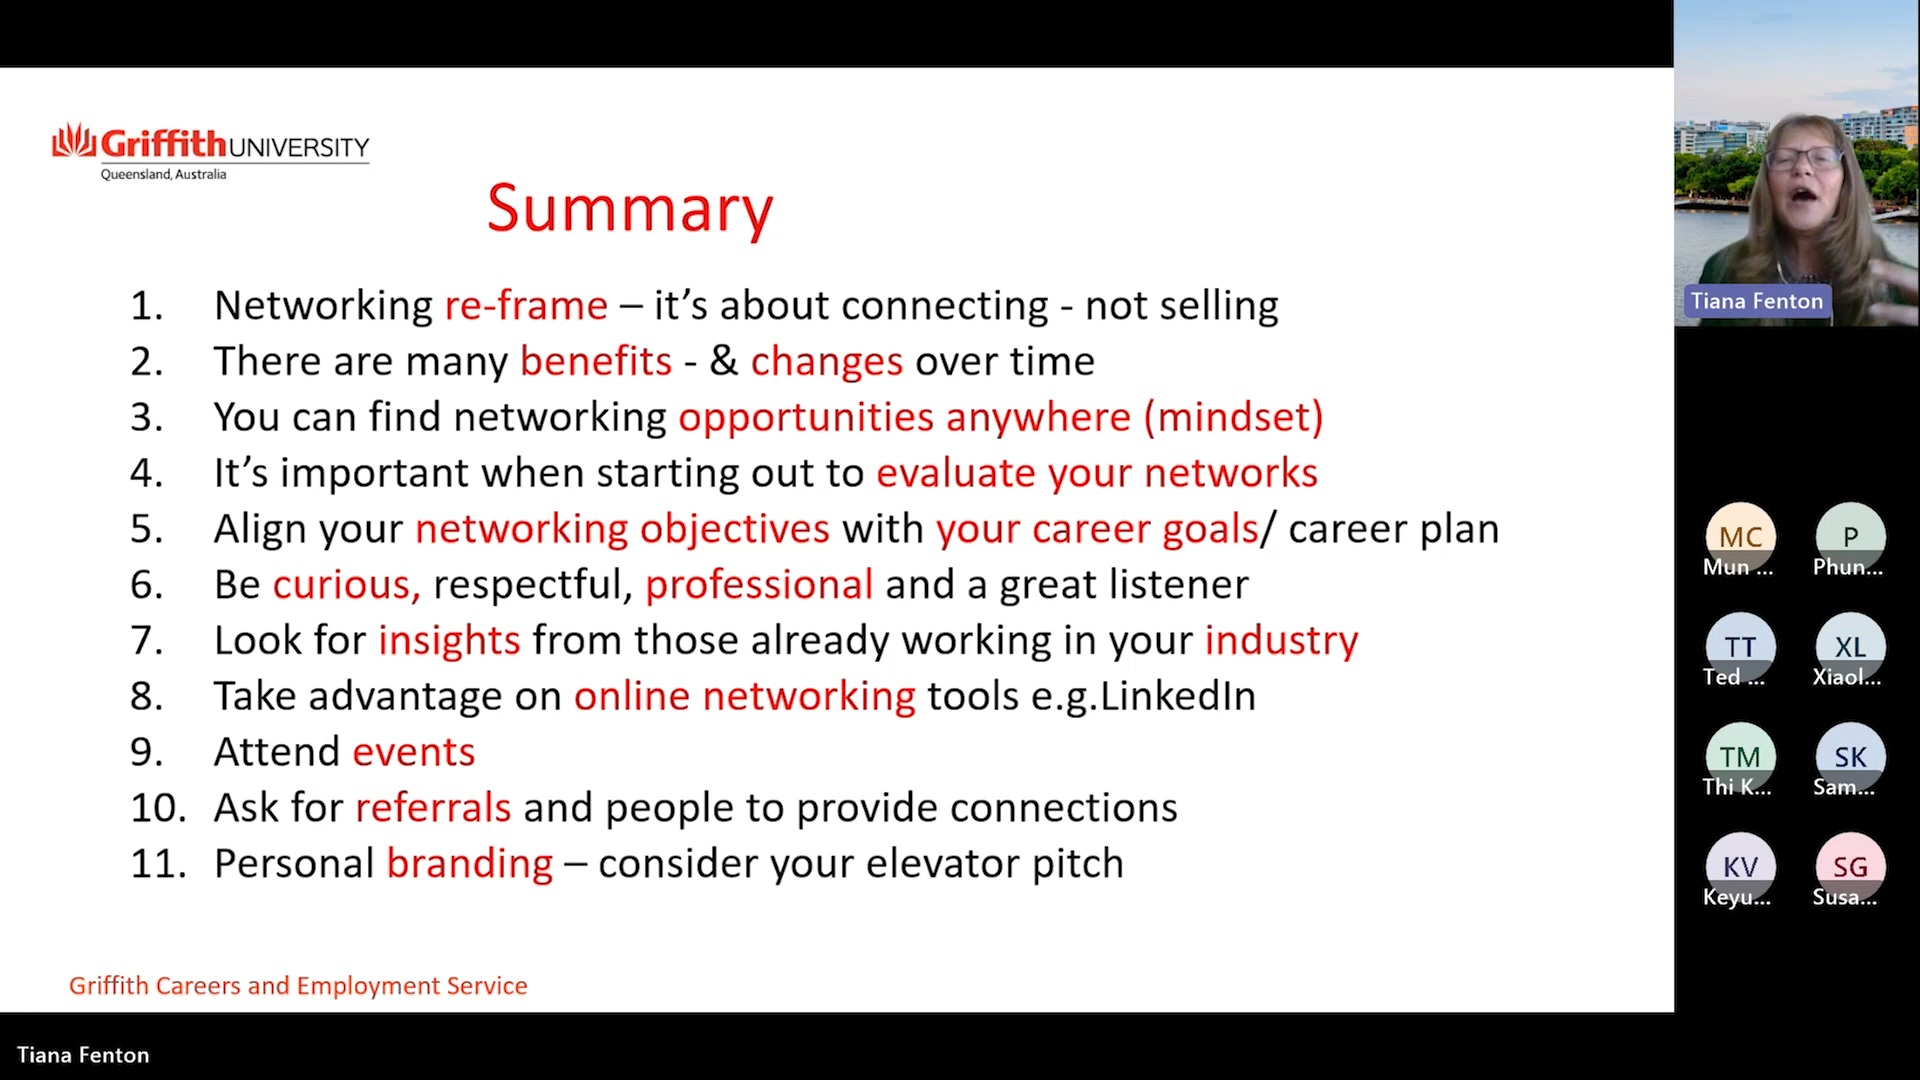 Griffith UNIVERSITY
Queensland, Australia
Summary
1. Networking re-frame – it’s about connecting - not selling
2. There are many benefits - & changes over time
3. You can find networking opportunities anywhere (mindset)
4. It’s important when starting out to evaluate your networks
5. Align your networking objectives with your career goals/ career plan
6. Be curious, respectful, professional and a great listener
7. Look for insights from those already working in your industry
8. Take advantage on online networking tools e.g.LinkedIn
9. Attend events
10. Ask for referrals and people to provide connections
11. Personal branding – consider your elevator pitch
Griffith Careers and Employment Service
Tiana Fenton
Tiana Fenton
MC P
Mun ... Phun...
TT XL
Ted ... Xiaol...
TM SK
Thi K... Sam...
KV SG
Keyu... Susa...